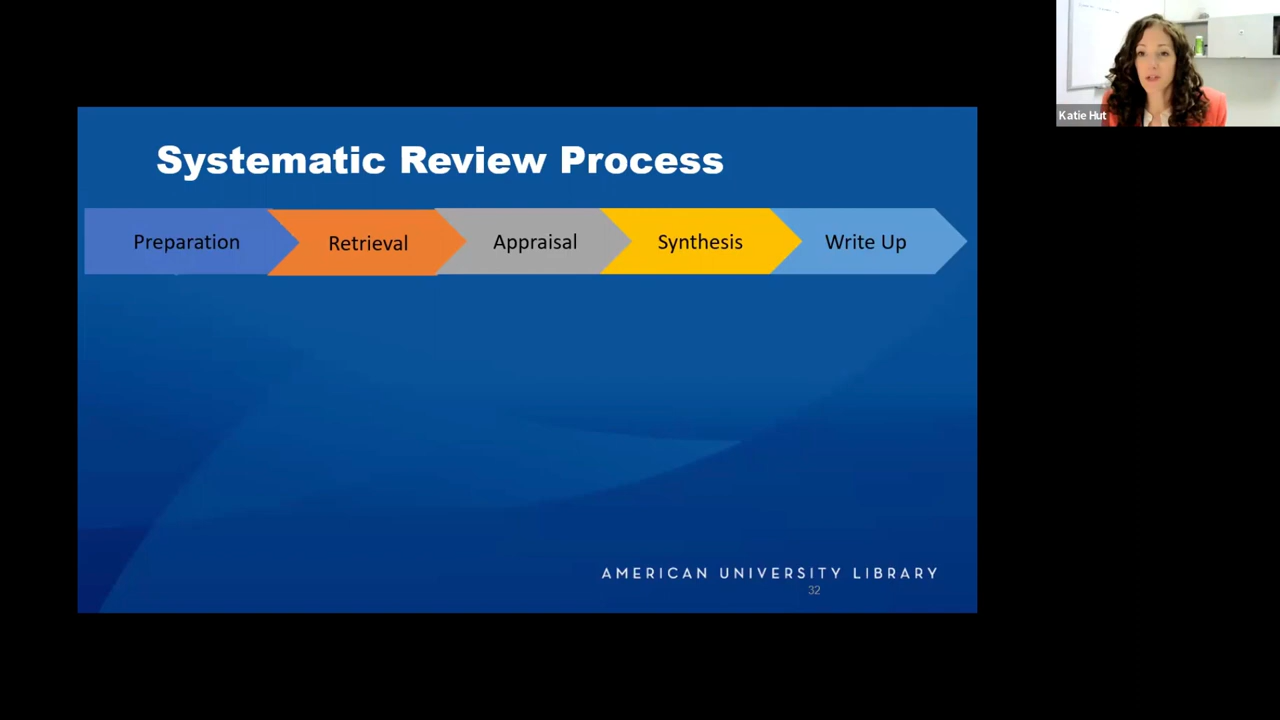 Katie Hut
Systematic Review Process
Preparation
Retrieval
Appraisal
Synthesis
Write Up
AMERICAN UNIVERSITY LIBRARY
32